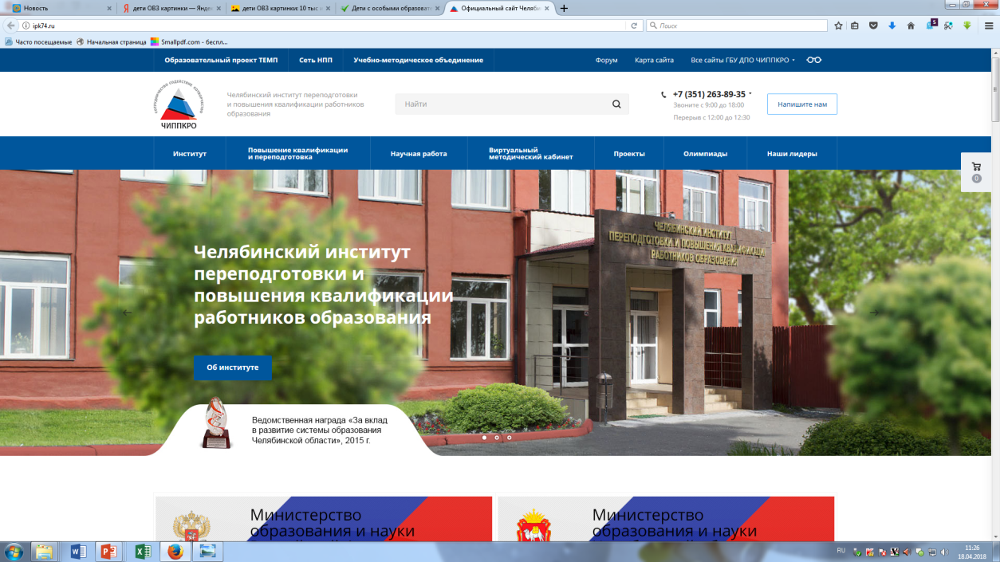 Новость
дети ОВЗ картинки — Янде
дети ОВЗ картинки: 10 тыс и
Дети с особыми образоват
Официальный сайт Челяби
ipk74.ru
Поиск
Часто посещаемые
Начальная страница
Smallpdf.com - беспл...
Образовательный проект ТЕМП
Сеть НПП
Учебно-методическое объединение
Форум
Карта сайта
Все сайты ГБУ ДПО ЧИППКРО
СОТРУДНИЧЕСТВО СОДЕЙСТВИЕ СОТВОРЧЕСТВО
ЧИППКРО
Челябинский институт переподготовки
и повышения квалификации работников
образования
Найти
+7 (351) 263-89-35
Звоните с 9:00 до 18:00
Перерыв с 12:00 до 12:30
Напишите нам
Институт
Повышение квалификации
и переподготовка
Научная работа
Виртуальный
методический кабинет
Проекты
Олимпиады
Наши лидеры
0
ЧЕЛЯБИНСКИЙ ИНСТИТУТ
ПЕРЕПОДГОТОВКИ И ПОВЫШЕНИЯ КВАЛИФИКАЦИ
РАБОТНИКОВ ОБРАЗОВАНИЯ
Челябинский институт
переподготовки и
повышения квалификации
работников образования
Об институте
Ведомственная награда «За вклад
в развитие системы образования
Челябинской области», 2015 г.
Министерство
образования и науки
Министерство
образования и науки
RU
11:26
18.04.2018